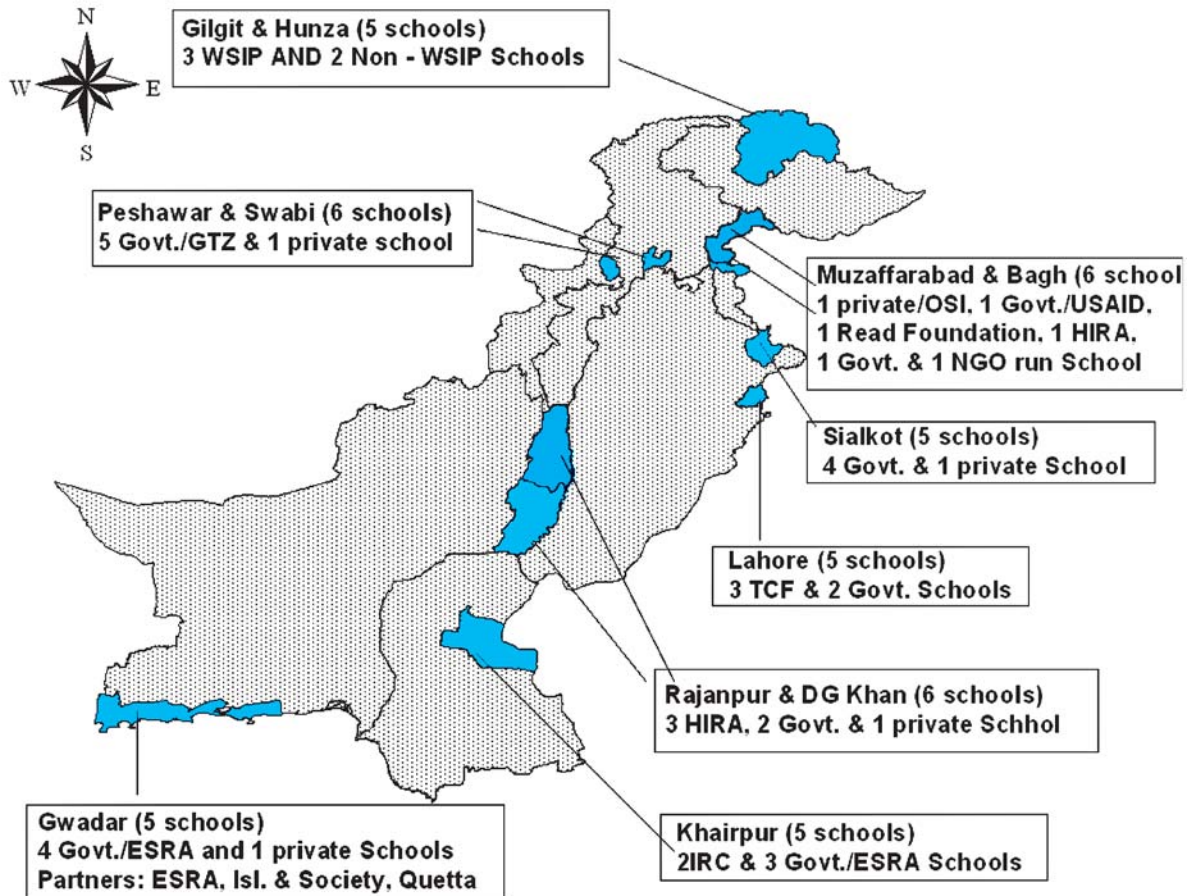 N
W
E
S
Gilgit & Hunza (5 schools)
3 WSIP AND 2 Non - WSIP Schools
Peshawar & Swabi (6 schools)
5 Govt./GTZ & 1 private school
Muzaffarabad & Bagh (6 school
1 private/OSI, 1 Govt./USAID,
1 Read Foundation, 1 HIRA,
1 Govt. & 1 NGO run School
Sialkot (5 schools)
4 Govt. & 1 private School
Lahore (5 schools)
3 TCF & 2 Govt. Schools
Rajanpur & DG Khan (6 schools)
3 HIRA, 2 Govt. & 1 private Schhol
Gwadar (5 schools)
4 Govt./ESRA and 1 private Schools
Partners: ESRA, Isl. & Society, Quetta
Khairpur (5 schools)
2IRC & 3 Govt./ESRA Schools